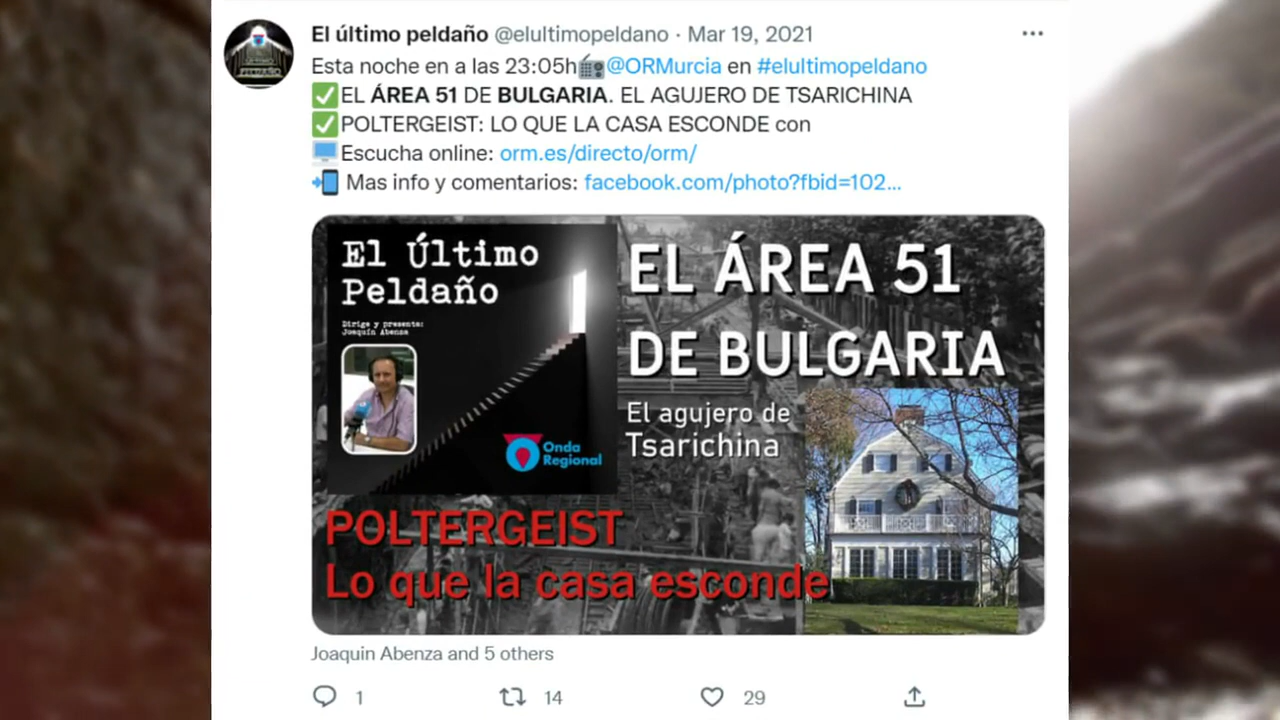 El último peldaño @elultimopeldano · Mar 19, 2021
Esta noche en a las 23:05h📻@ORMurcia en #elultimopeldano
✅EL ÁREA 51 DE BULGARIA. EL AGUJERO DE TSARICHINA
✅POLTERGEIST: LO QUE LA CASA ESCONDE con
🖥️Escucha online: orm.es/directo/orm/
📲 Mas info y comentarios: facebook.com/photo?fbid=102...
El Último
Peldaño
Dirige y presenta:
Joaquín Abenza
Onda
Regional
EL ÁREA 51
DE BULGARIA
El agujero de
Tsarichina
POLTERGEIST
Lo que la casa esconde
Joaquin Abenza and 5 others
1 14 29